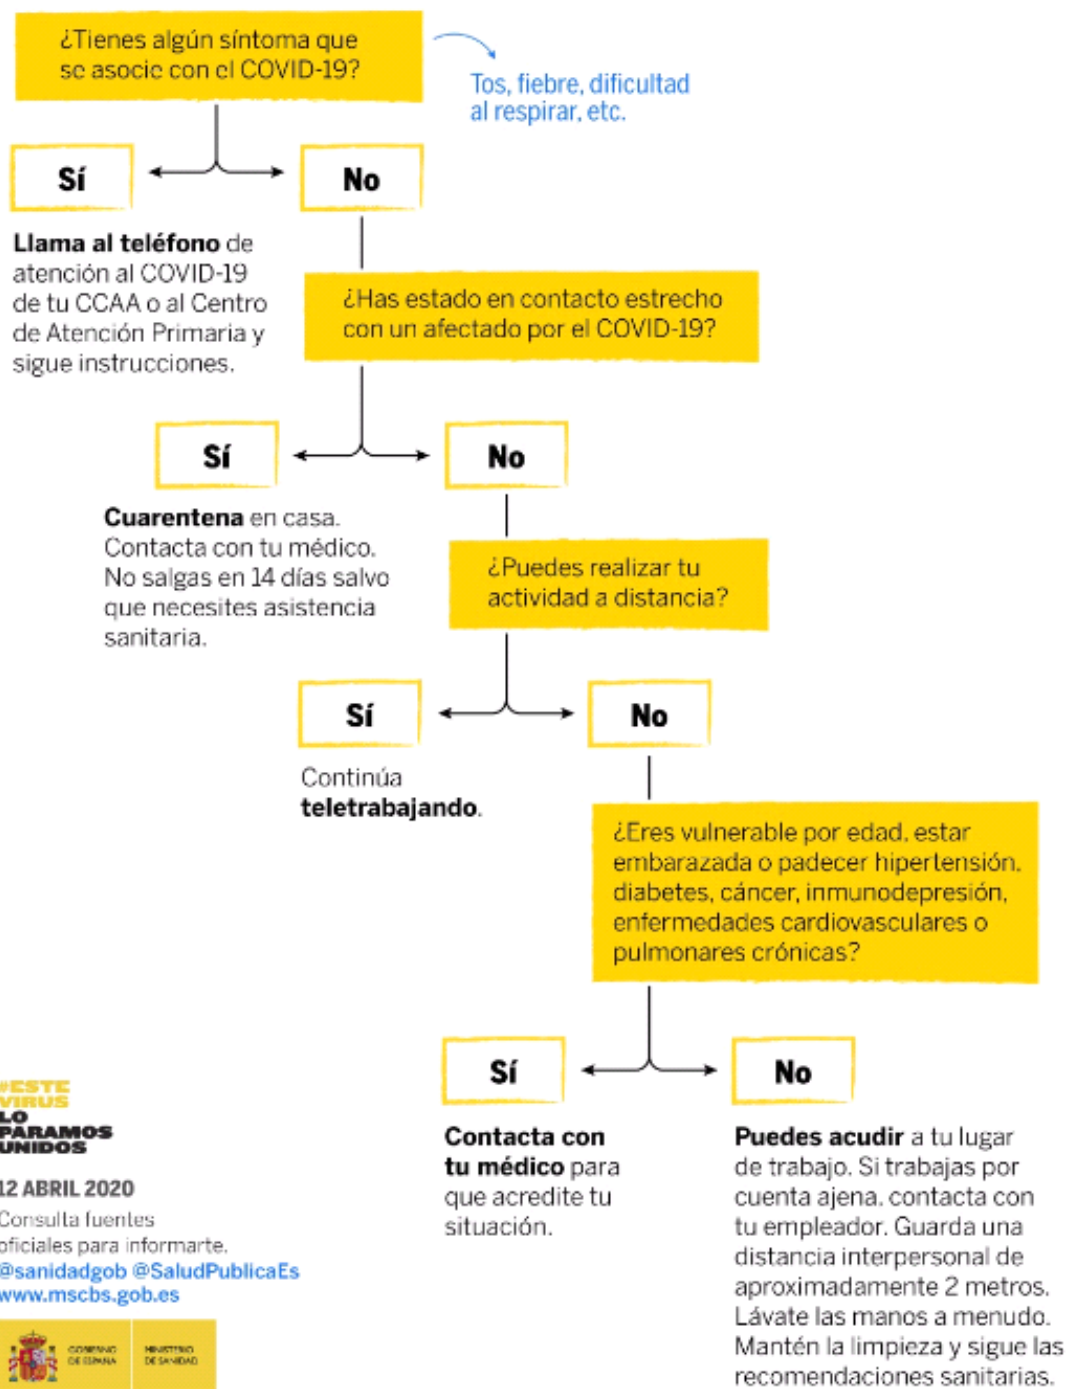 ¿Tienes algún síntoma que
se asocie con el COVID-19?
Tos, fiebre, dificultad
al respirar, etc.
Sí
No
Llama al teléfono de
atención al COVID-19
de tu CCAA o al Centro
de Atención Primaria y
sigue instrucciones.
¿Has estado en contacto estrecho
con un afectado por el COVID-19?
Sí
No
Cuarentena en casa.
Contacta con tu médico.
No salgas en 14 días salvo
que necesites asistencia
sanitaria.
¿Puedes realizar tu
actividad a distancia?
Sí
No
Continúa
teletrabajando.
¿Eres vulnerable por edad, estar
embarazada o padecer hipertensión,
diabetes, cáncer, inmunodepresión,
enfermedades cardiovasculares o
pulmonares crónicas?
Sí
No
Contacta con
tu médico para
que acredite tu
situación.
Puedes acudir a tu lugar
de trabajo. Si trabajas por
cuenta ajena, contacta con
tu empleador. Guarda una
distancia interpersonal de
aproximadamente 2 metros.
Lávate las manos a menudo.
Mantén la limpieza y sigue las
recomendaciones sanitarias.
#ESTE
VIRUS
LO
PARAMOS
UNIDOS
12 ABRIL 2020
Consulta fuentes
oficiales para informarte.
@sanidadgob @SaludPublicaEs
www.mscbs.gob.es
GOBIERNO
DE ESPAÑA
MINISTERIO
DE SANIDAD